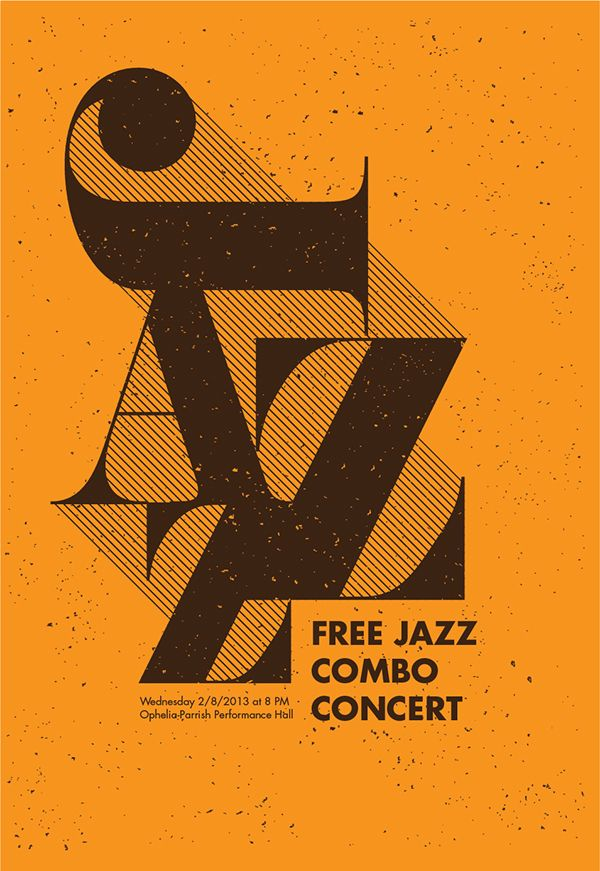 JAZZ
FREE JAZZ
COMBO
CONCERT
Wednesday 2/8/2013 at 8 PM
Ophelia-Parrish Performance Hall